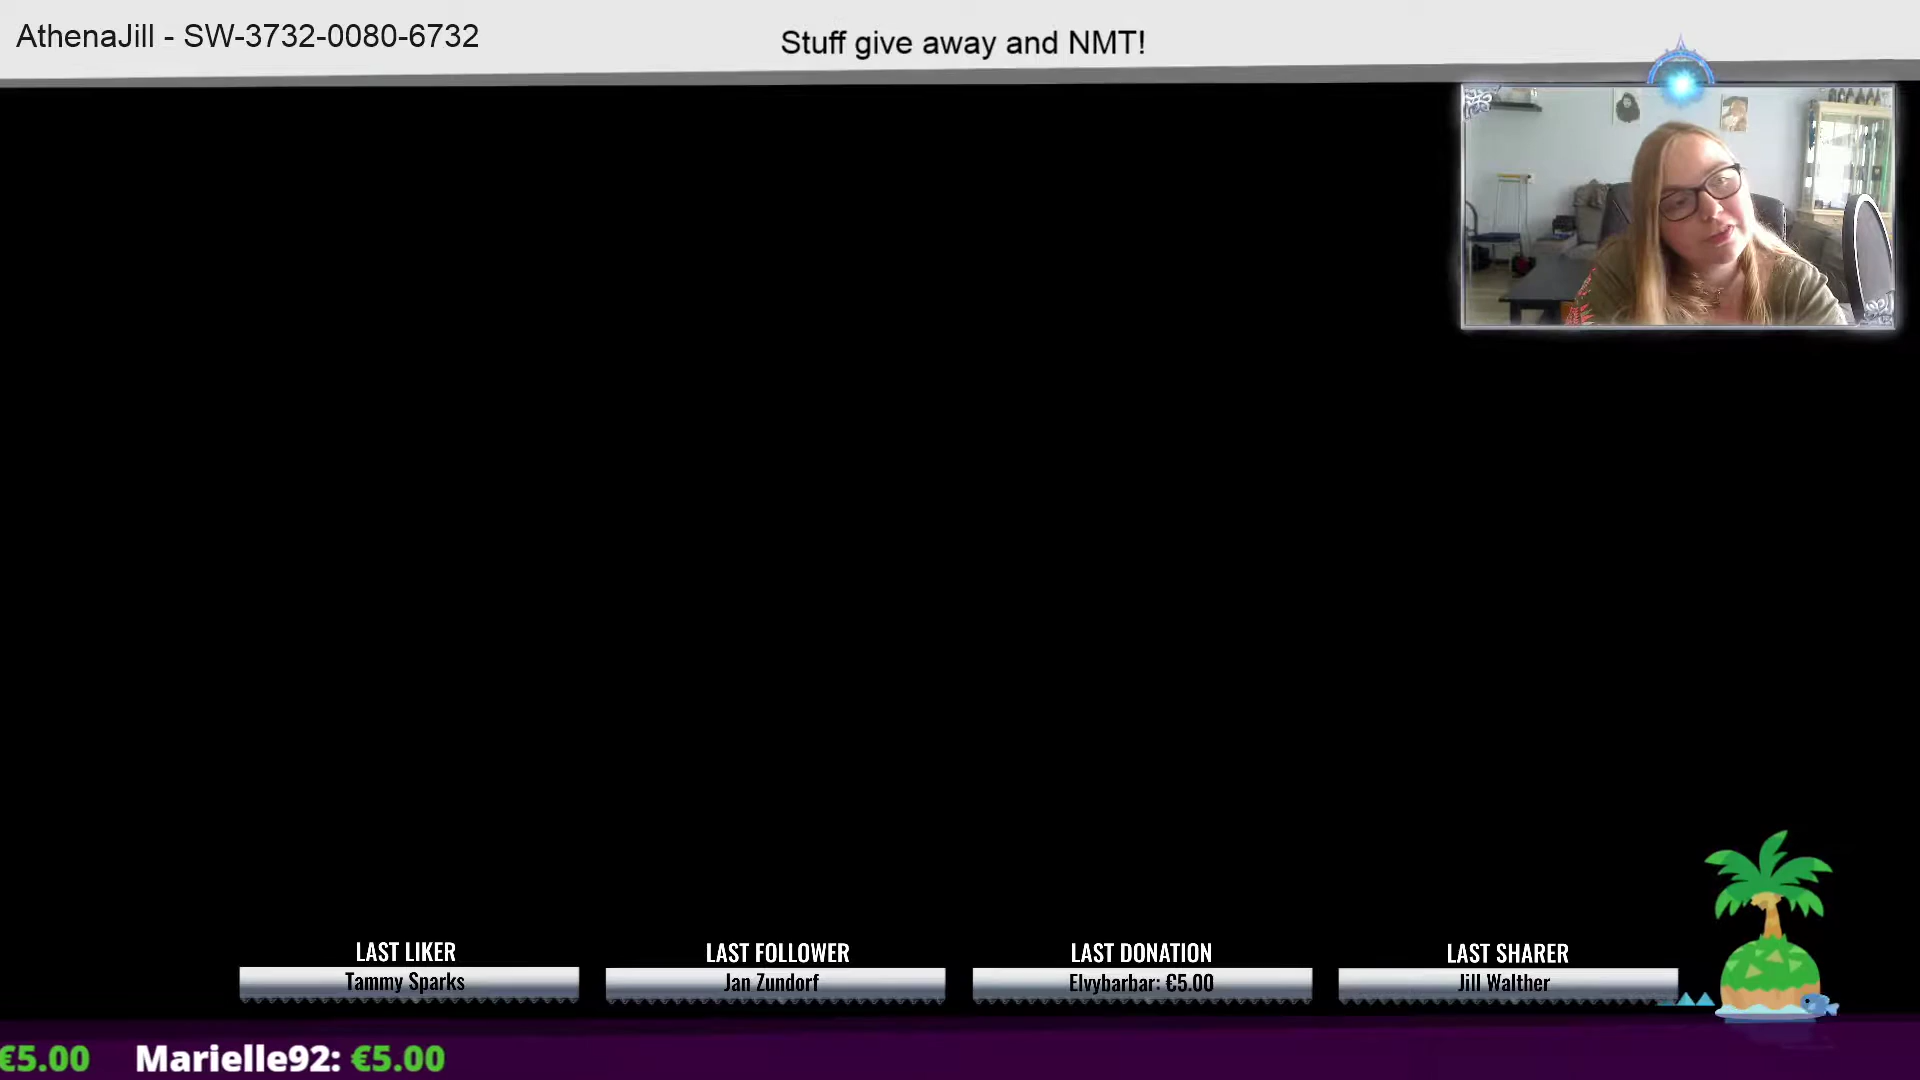 AthenaJill - SW-3732-0080-6732
Stuff give away and NMT!
LAST LIKER
Tammy Sparks
LAST FOLLOWER
Jan Zundorf
LAST DONATION
Elvybarbar: €5.00
LAST SHARER
Jill Walther
€5.00 Marielle92: €5.00